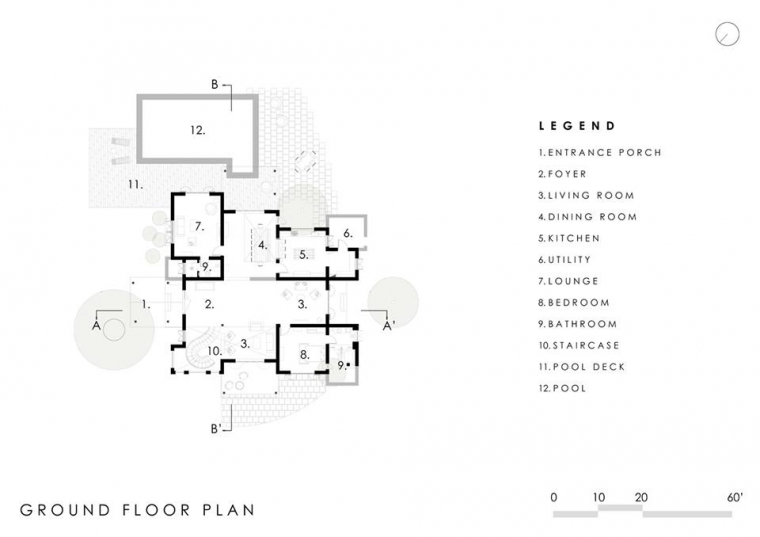 B
12.
11.
7.
4.
5.
6.
9.
1.
2.
3.
A
A'
10.
3.
8.
9.
B'
LEGEND
1.ENTRANCE PORCH
2.FOYER
3.LIVING ROOM
4.DINING ROOM
5.KITCHEN
6.UTILITY
7.LOUNGE
8.BEDROOM
9.BATHROOM
10.STAIRCASE
11.POOL DECK
12.POOL
GROUND FLOOR PLAN
0 10 20 60'